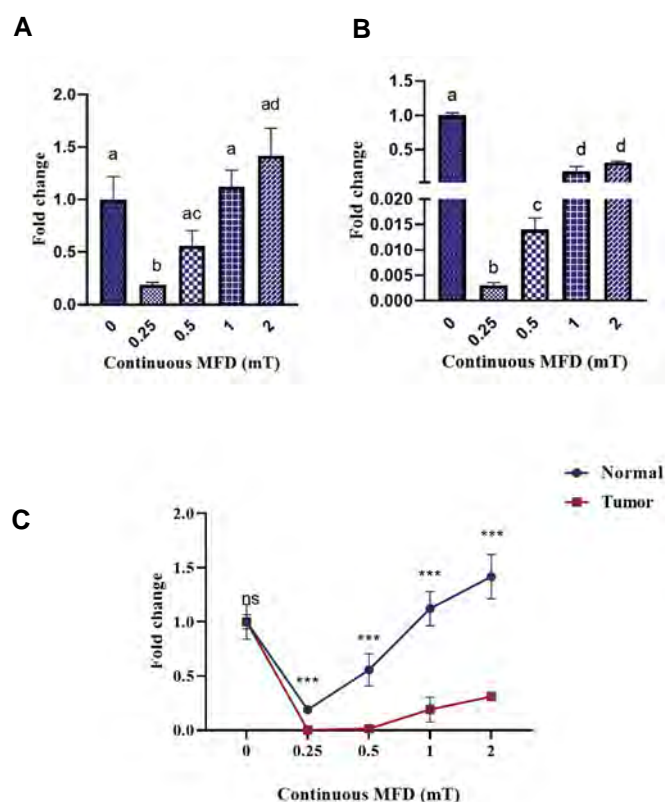 A
Fold change
2.0
1.5
1.0
0.5
0.0
a
b
ac
a
ad
0
0.25
0.5
1
2
Continuous MFD (mT)
B
Fold change
1.5
1.0
0.5
0.020
0.015
0.010
0.005
0.000
a
b
c
d
d
0
0.25
0.5
1
2
Continuous MFD (mT)
Normal
Tumor
C
Fold change
2.0
1.5
1.0
0.5
0.0
ns
***
***
***
***
0
0.25
0.5
1
2
Continuous MFD (mT)